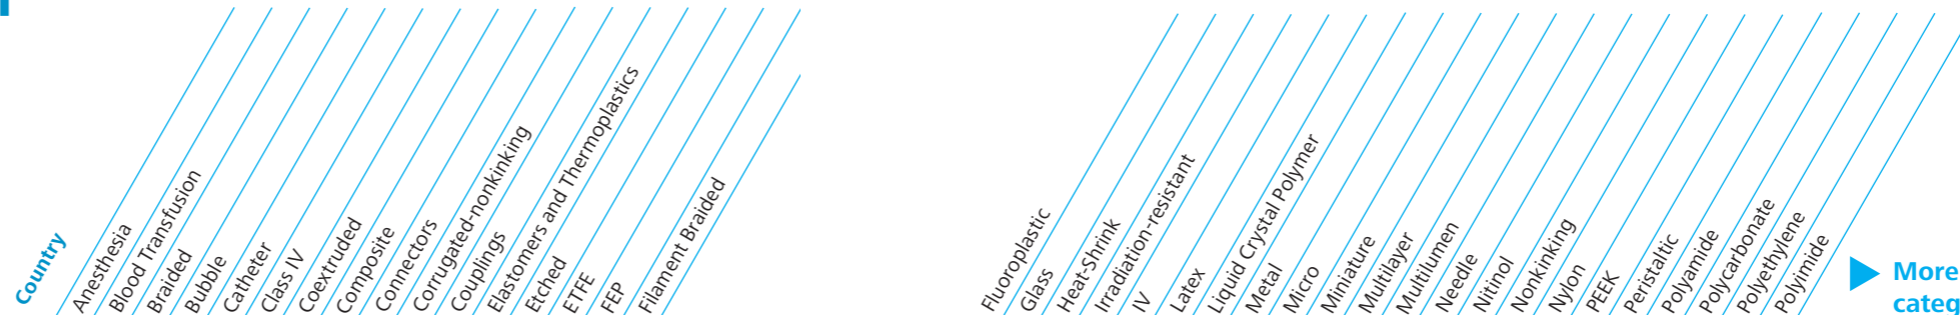 Country
Anesthesia
Blood Transfusion
Braided
Bubble
Catheter
Class IV
Coextruded
Composite
Connectors
Corrugated-nonkinking
Couplings
Elastomers and Thermoplastics
Etched
ETFE
FEP
Filament Braided
Fluoroplastic
Glass
Heat-Shrink
Irradiation-resistant
IV
Latex
Liquid Crystal Polymer
Metal
Micro
Miniature
Multilayer
Multilumen
Needle
Nitinol
Nonkinking
Nylon
PEEK
Peristaltic
Polyamide
Polycarbonate
Polyethylene
Polyimide
More
categ